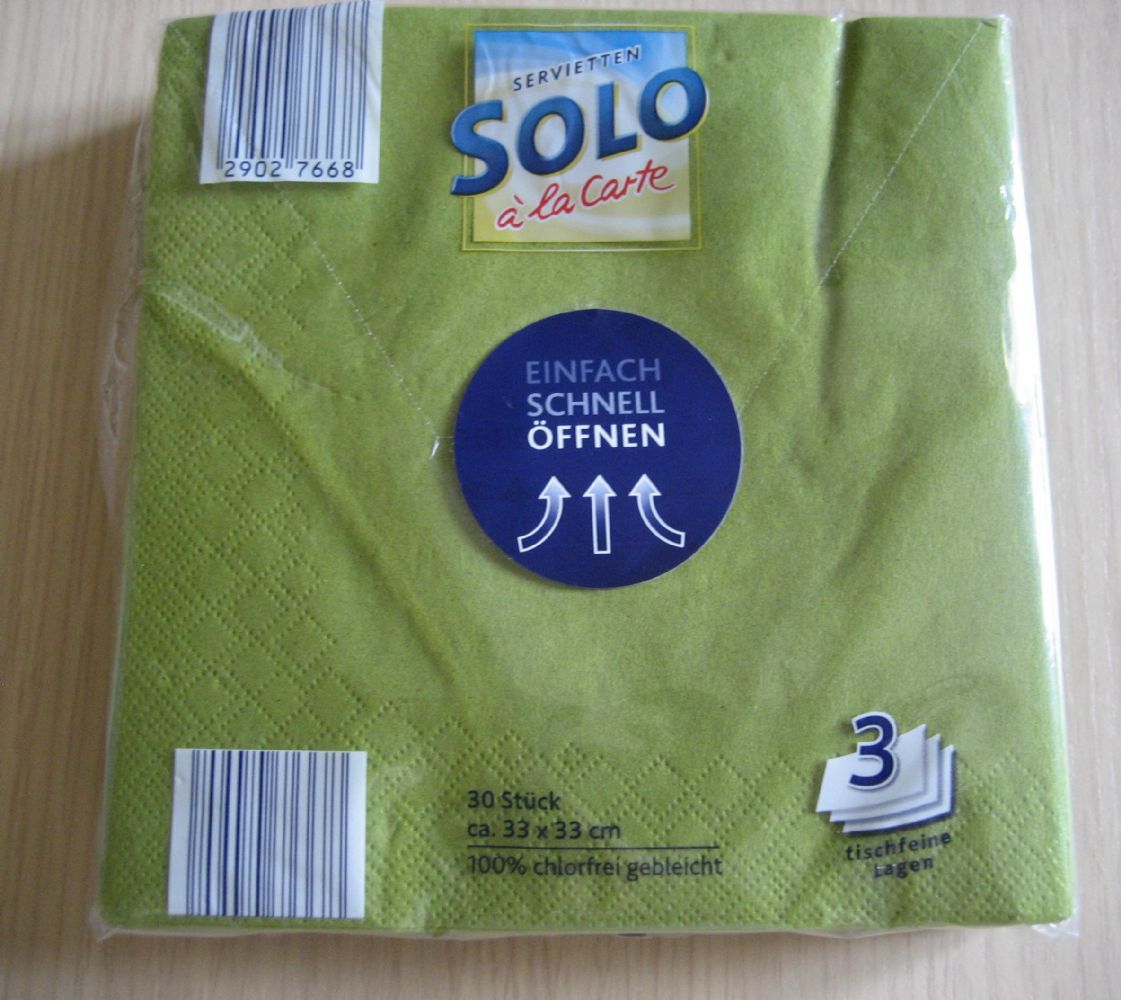 2902 7668
SERVIETTEN
SOLO
à la Carte
EINFACH
SCHNELL
ÖFFNEN
30 Stück
ca. 33 x 33 cm
100% chlorfrei gebleicht
3
tischfeine
Lagen